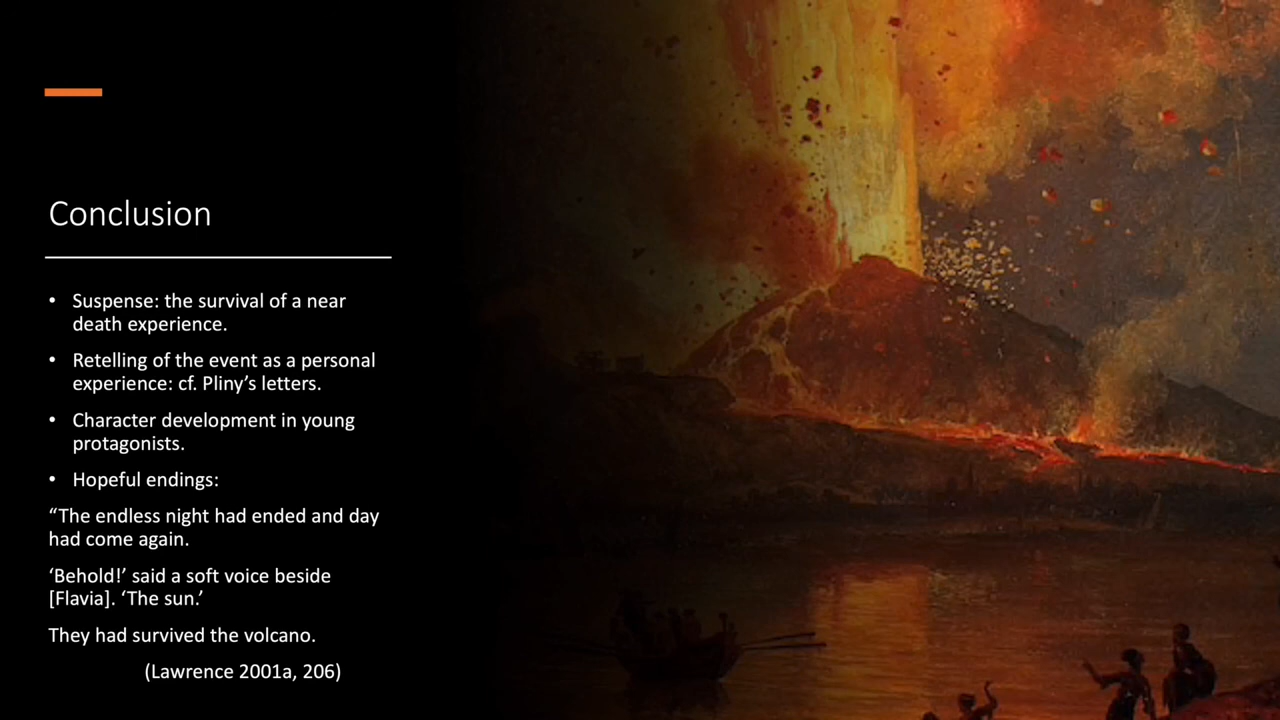 Conclusion
• Suspense: the survival of a near
death experience.
• Retelling of the event as a personal
experience: cf. Pliny’s letters.
• Character development in young
protagonists.
• Hopeful endings:
“The endless night had ended and day
had come again.
‘Behold!’ said a soft voice beside
[Flavia]. ‘The sun.’
They had survived the volcano.
(Lawrence 2001a, 206)